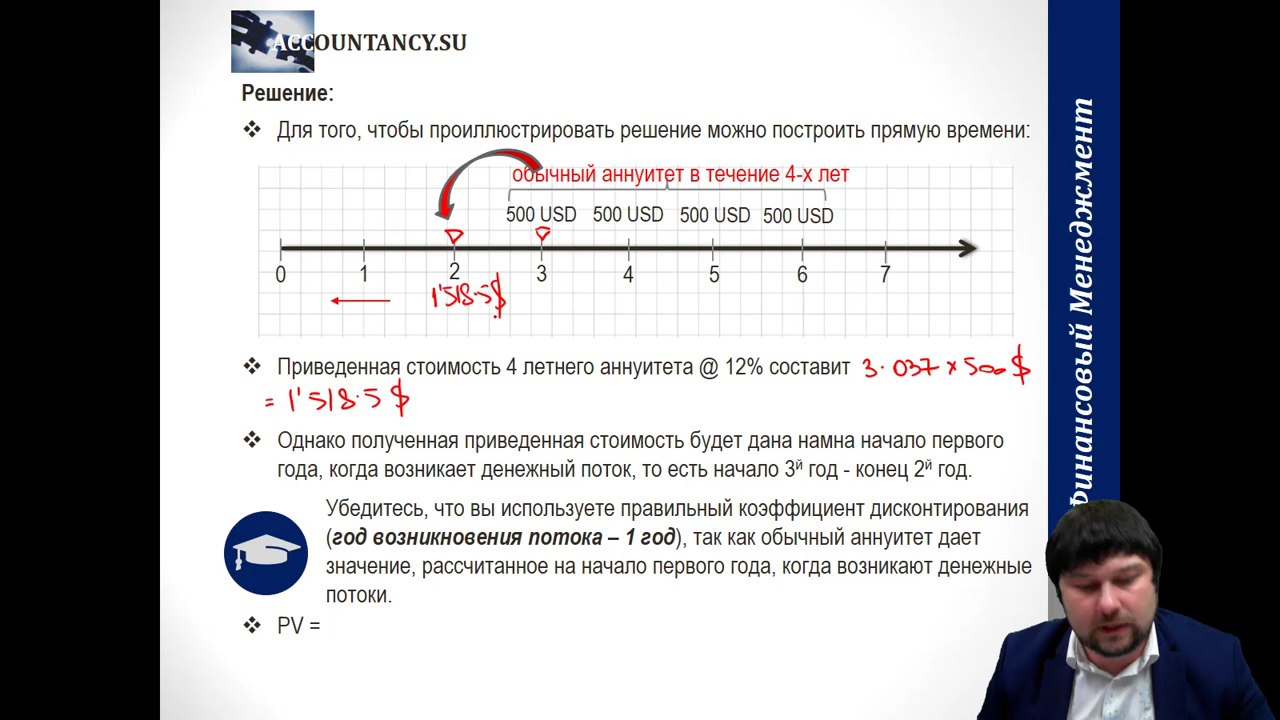 ACCOUNTANCY.SU
Решение:
Для того, чтобы проиллюстрировать решение можно построить прямую времени:
обычный аннуитет в течение 4-х лет
500 USD 500 USD 500 USD 500 USD
0 1 2 3 4 5 6 7
1'518.5$
Приведенная стоимость 4 летнего аннуитета @ 12% составит 3.037 x 500 $
= 1'518.5 $
Однако полученная приведенная стоимость будет дана намна начало первого
года, когда возникает денежный поток, то есть начало 3й год - конец 2й год.
Убедитесь, что вы используете правильный коэффициент дисконтирования
(год возникновения потока – 1 год), так как обычный аннуитет дает
значение, рассчитанное на начало первого года, когда возникают денежные
потоки.
PV =
Финансовый Менеджмент